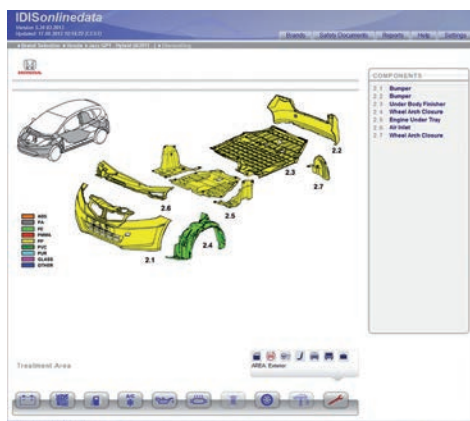 IDISonlinedata
Brands Safety Documents Reports Help Settings
HONDA
COMPONENTS
2 1 Bumper
2 2 Bumper
2 3 Under Body Finisher
2 4 Wheel Arch Closure
2 5 Engine Under Tray
2 6 Air Inlet
2 7 Wheel Arch Closure
2.2
2.3
2.7
2.6
2.5
2.4
2.1
ABS
PA
PE
PMMA
PP
PVC
PUR
GLASS
OTHER
Treatment Area
AREA: Exterior
A/C